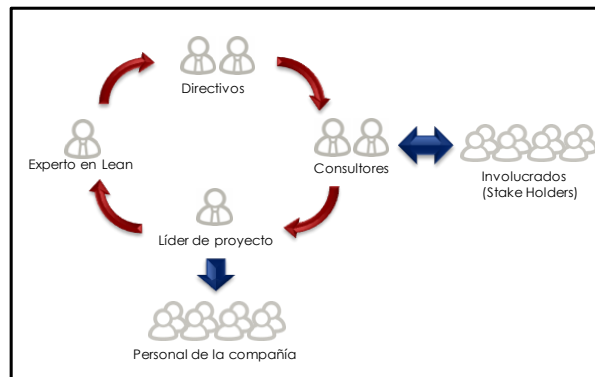 Directivos
Experto en Lean
Consultores
Involucrados
(Stake Holders)
Líder de proyecto
Personal de la compañía